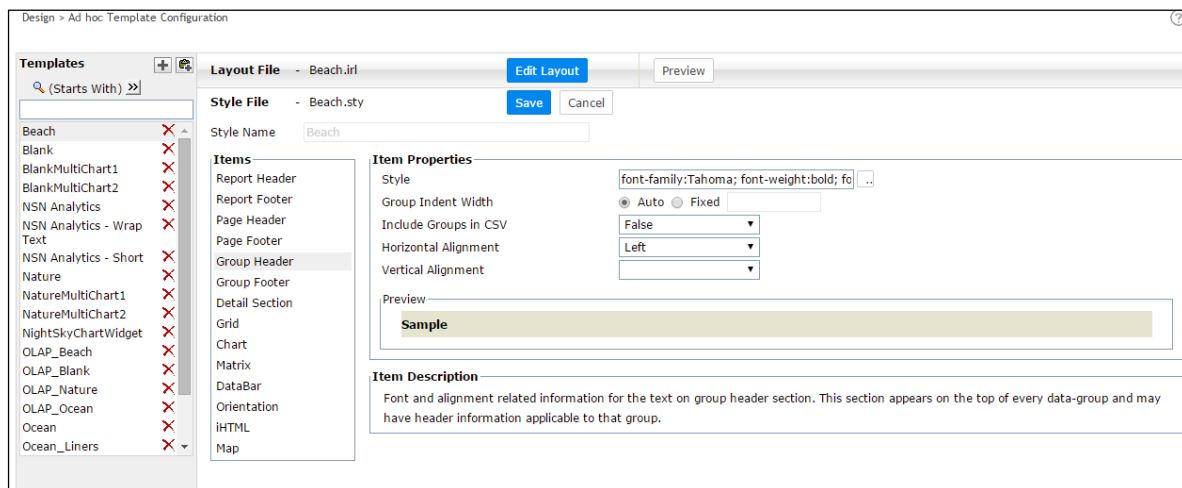 Design > Ad hoc Template Configuration
?
Templates
(Starts With) >>
Beach
Blank
BlankMultiChart1
BlankMultiChart2
NSN Analytics
NSN Analytics - Wrap
Text
NSN Analytics - Short
Nature
NatureMultiChart1
NatureMultiChart2
NightSkyChartWidget
OLAP_Beach
OLAP_Blank
OLAP_Nature
OLAP_Ocean
Ocean
Ocean_Liners
Layout File - Beach.irl Edit Layout Preview
Style File - Beach.sty Save Cancel
Style Name Beach
Items
Report Header
Report Footer
Page Header
Page Footer
Group Header
Group Footer
Detail Section
Grid
Chart
Matrix
DataBar
Orientation
iHTML
Map
Item Properties
Style font-family:Tahoma; font-weight:bold; fo ..
Group Indent Width Auto Fixed
Include Groups in CSV False
Horizontal Alignment Left
Vertical Alignment
Preview
Sample
Item Description
Font and alignment related information for the text on group header section. This section appears on the top of every data-group and may
have header information applicable to that group.